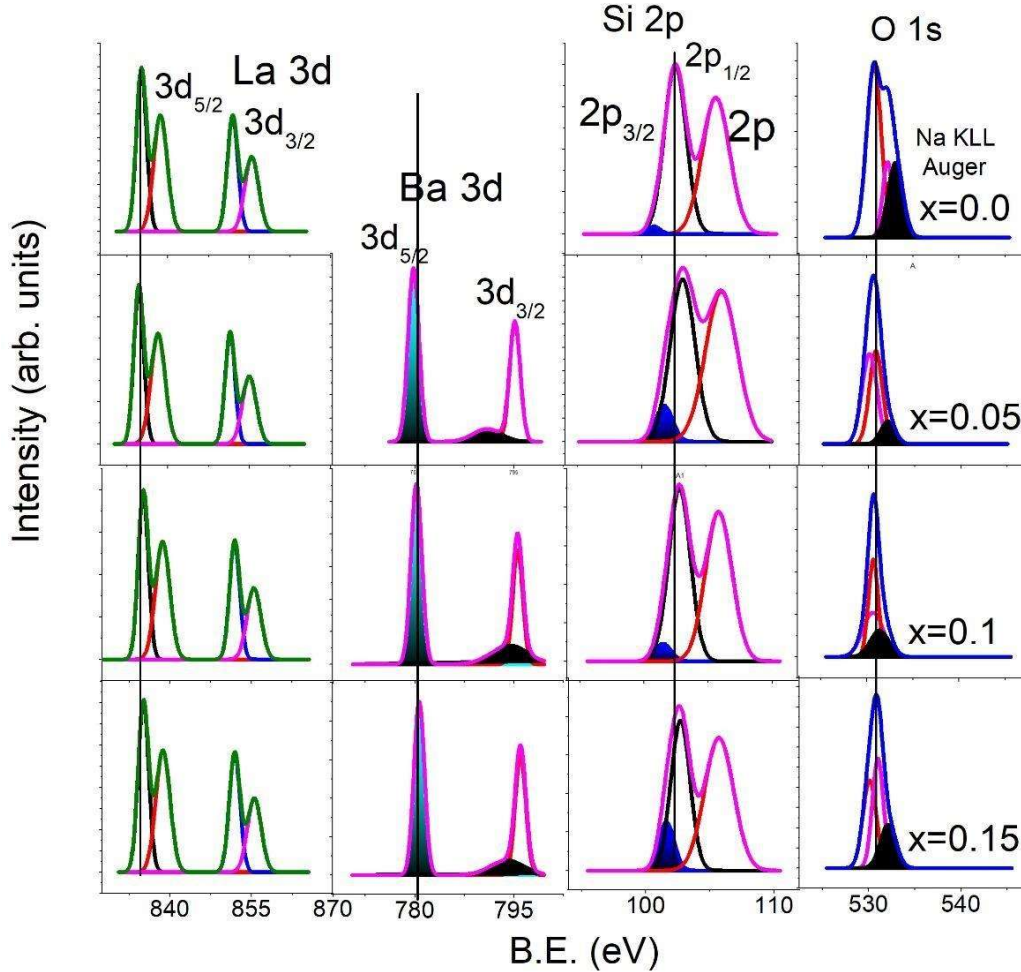 Si 2p
O 1s
La 3d
3d5/2
3d3/2
2p1/2
2p3/2
2p
Na KLL
Auger
x=0.0
Ba 3d
3d5/2
3d3/2
A
x=0.05
A1
x=0.1
x=0.15
Intensity (arb. units)
840 855 870 780 795 100 110 530 540
B.E. (eV)